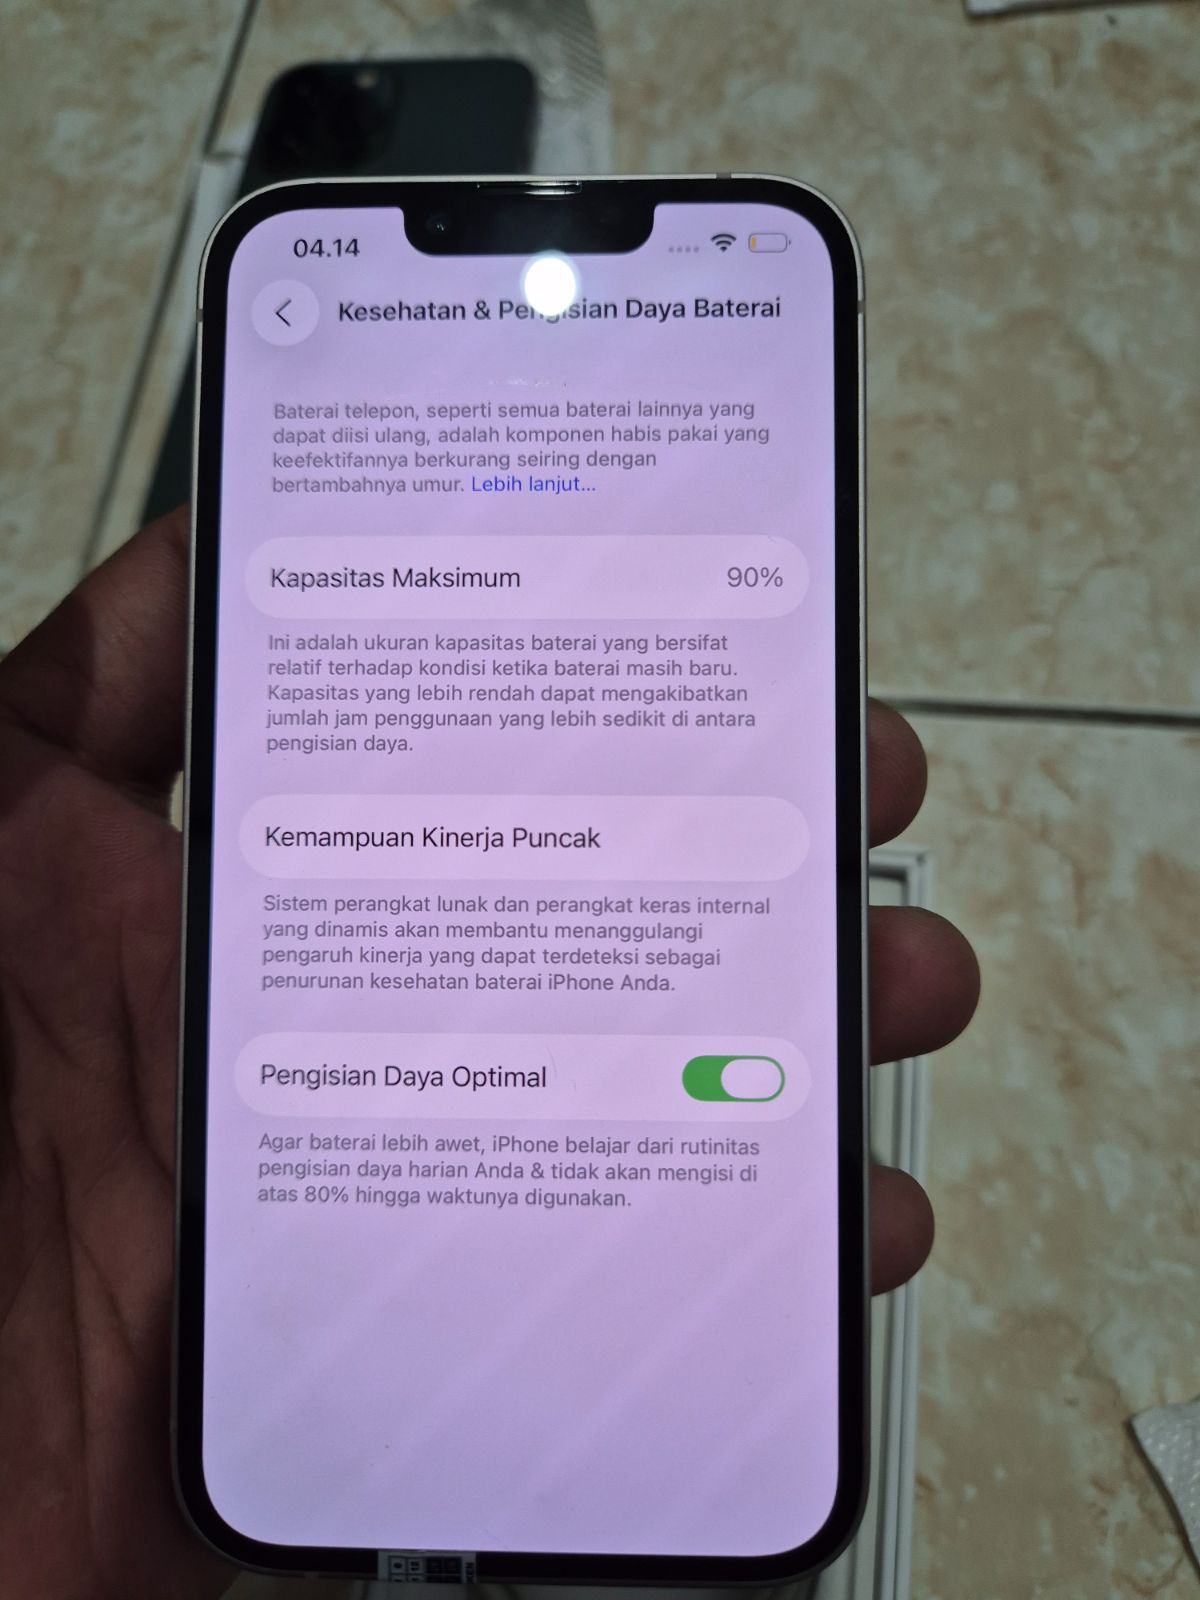 04.14
Kesehatan & Pengisian Daya Baterai
Baterai telepon, seperti semua baterai lainnya yang
dapat diisi ulang, adalah komponen habis pakai yang
keefektifannya berkurang seiring dengan
bertambahnya umur. Lebih lanjut...
Kapasitas Maksimum 90%
Ini adalah ukuran kapasitas baterai yang bersifat
relatif terhadap kondisi ketika baterai masih baru.
Kapasitas yang lebih rendah dapat mengakibatkan
jumlah jam penggunaan yang lebih sedikit di antara
pengisian daya.
Kemampuan Kinerja Puncak
Sistem perangkat lunak dan perangkat keras internal
yang dinamis akan membantu menanggulangi
pengaruh kinerja yang dapat terdeteksi sebagai
penurunan kesehatan baterai iPhone Anda.
Pengisian Daya Optimal
Agar baterai lebih awet, iPhone belajar dari rutinitas
pengisian daya harian Anda & tidak akan mengisi di
atas 80% hingga waktunya digunakan.